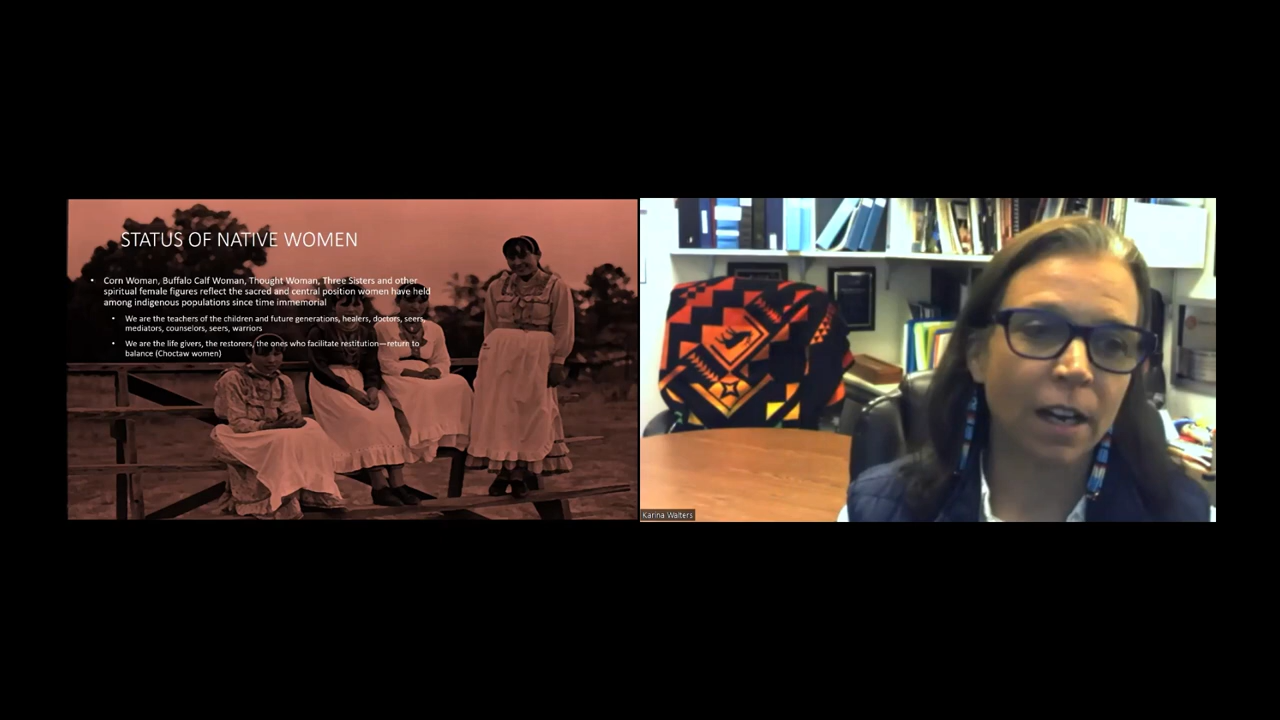 STATUS OF NATIVE WOMEN
• Corn Woman, Buffalo Calf Woman, Thought Woman, Three Sisters and other
spiritual female figures reflect the sacred and central position women have held
among indigenous populations since time immemorial
• We are the teachers of the children and future generations, healers, doctors, seers,
mediators, counselors, seers, warriors
• We are the life givers, the restorers, the ones who facilitate restitution—return to
balance (Choctaw women)
Karina Walters